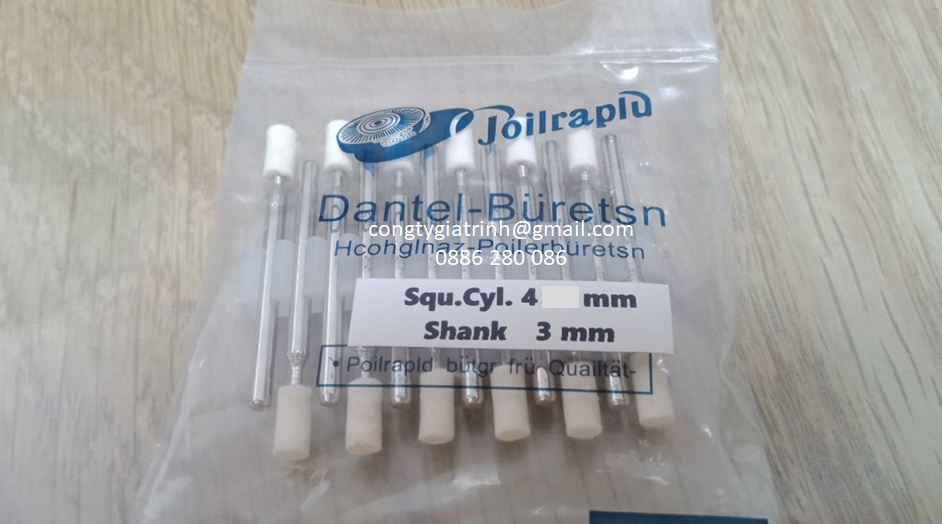 Poilrapld
Dantel-Büretsn
congtygiatrinh@gmail.com
Hcohglnaz-Poilerbüretsn
0886 280 086
Squ.Cyl. 4 mm
Shank 3 mm
• Poilrapld bütgr frü Quailtät-